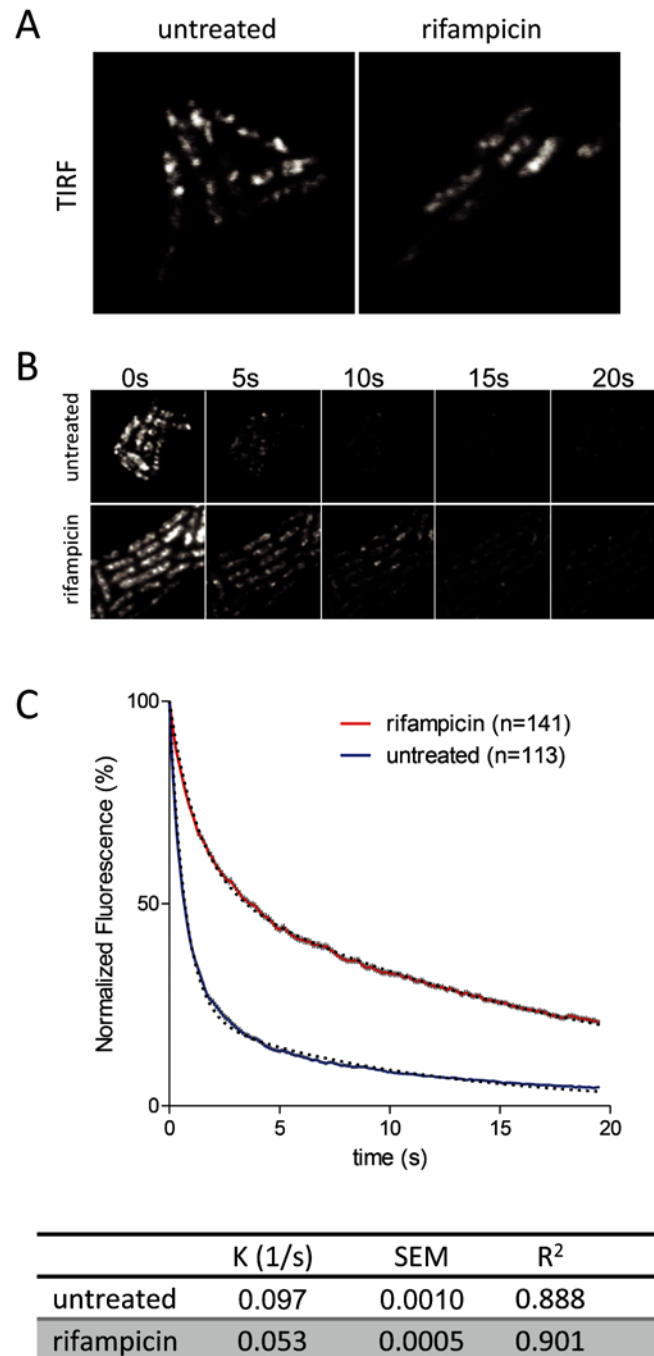 A
untreated rifampicin
TIRF
B
0s 5s 10s 15s 20s
untreated
rifampicin
C
100
50
0
Normalized Fluorescence (%)
rifampicin (n=141)
untreated (n=113)
0 5 10 15 20
time (s)
K (1/s) SEM R²
untreated 0.097 0.0010 0.888
rifampicin 0.053 0.0005 0.901